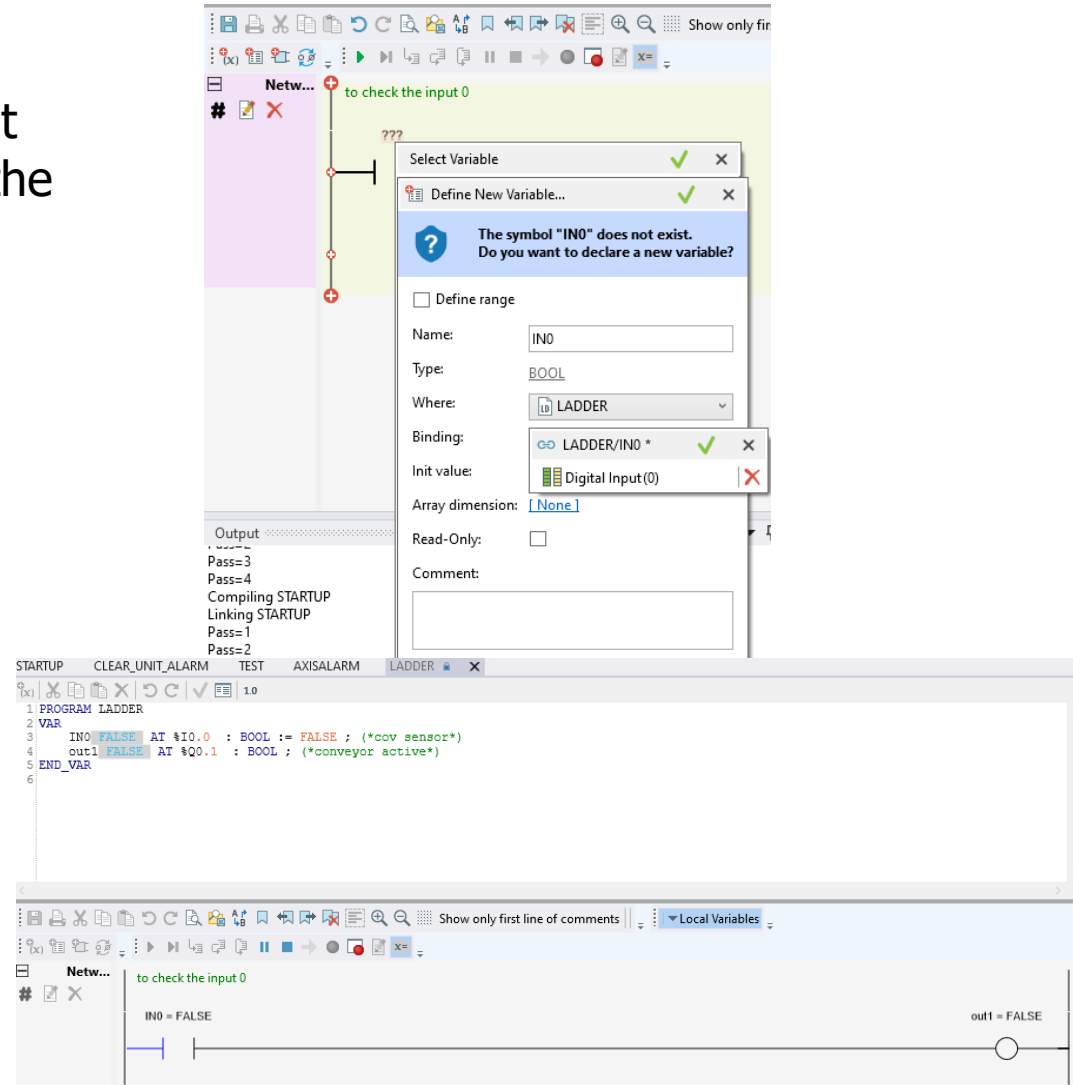 t
the
Show only fir
Netw...
to check the input 0
???
Select Variable
Define New Variable...
The symbol "IN0" does not exist.
Do you want to declare a new variable?
Define range
Name:
IN0
Type:
BOOL
Where:
LADDER
Binding:
LADDER/IN0 *
Init value:
Digital Input(0)
Array dimension:
[ None ]
Read-Only:
Comment:
Output
Pass=2
Pass=3
Pass=4
Compiling STARTUP
Linking STARTUP
Pass=1
Pass=2
STARTUP CLEAR_UNIT_ALARM TEST AXISALARM LADDER
1.0
1 PROGRAM LADDER
2 VAR
3 IN0 FALSE AT %I0.0 : BOOL := FALSE ; (*cov sensor*)
4 out1 FALSE AT %Q0.1 : BOOL ; (*conveyor active*)
5 END_VAR
6
Show only first line of comments Local Variables
Netw...
to check the input 0
IN0 = FALSE out1 = FALSE